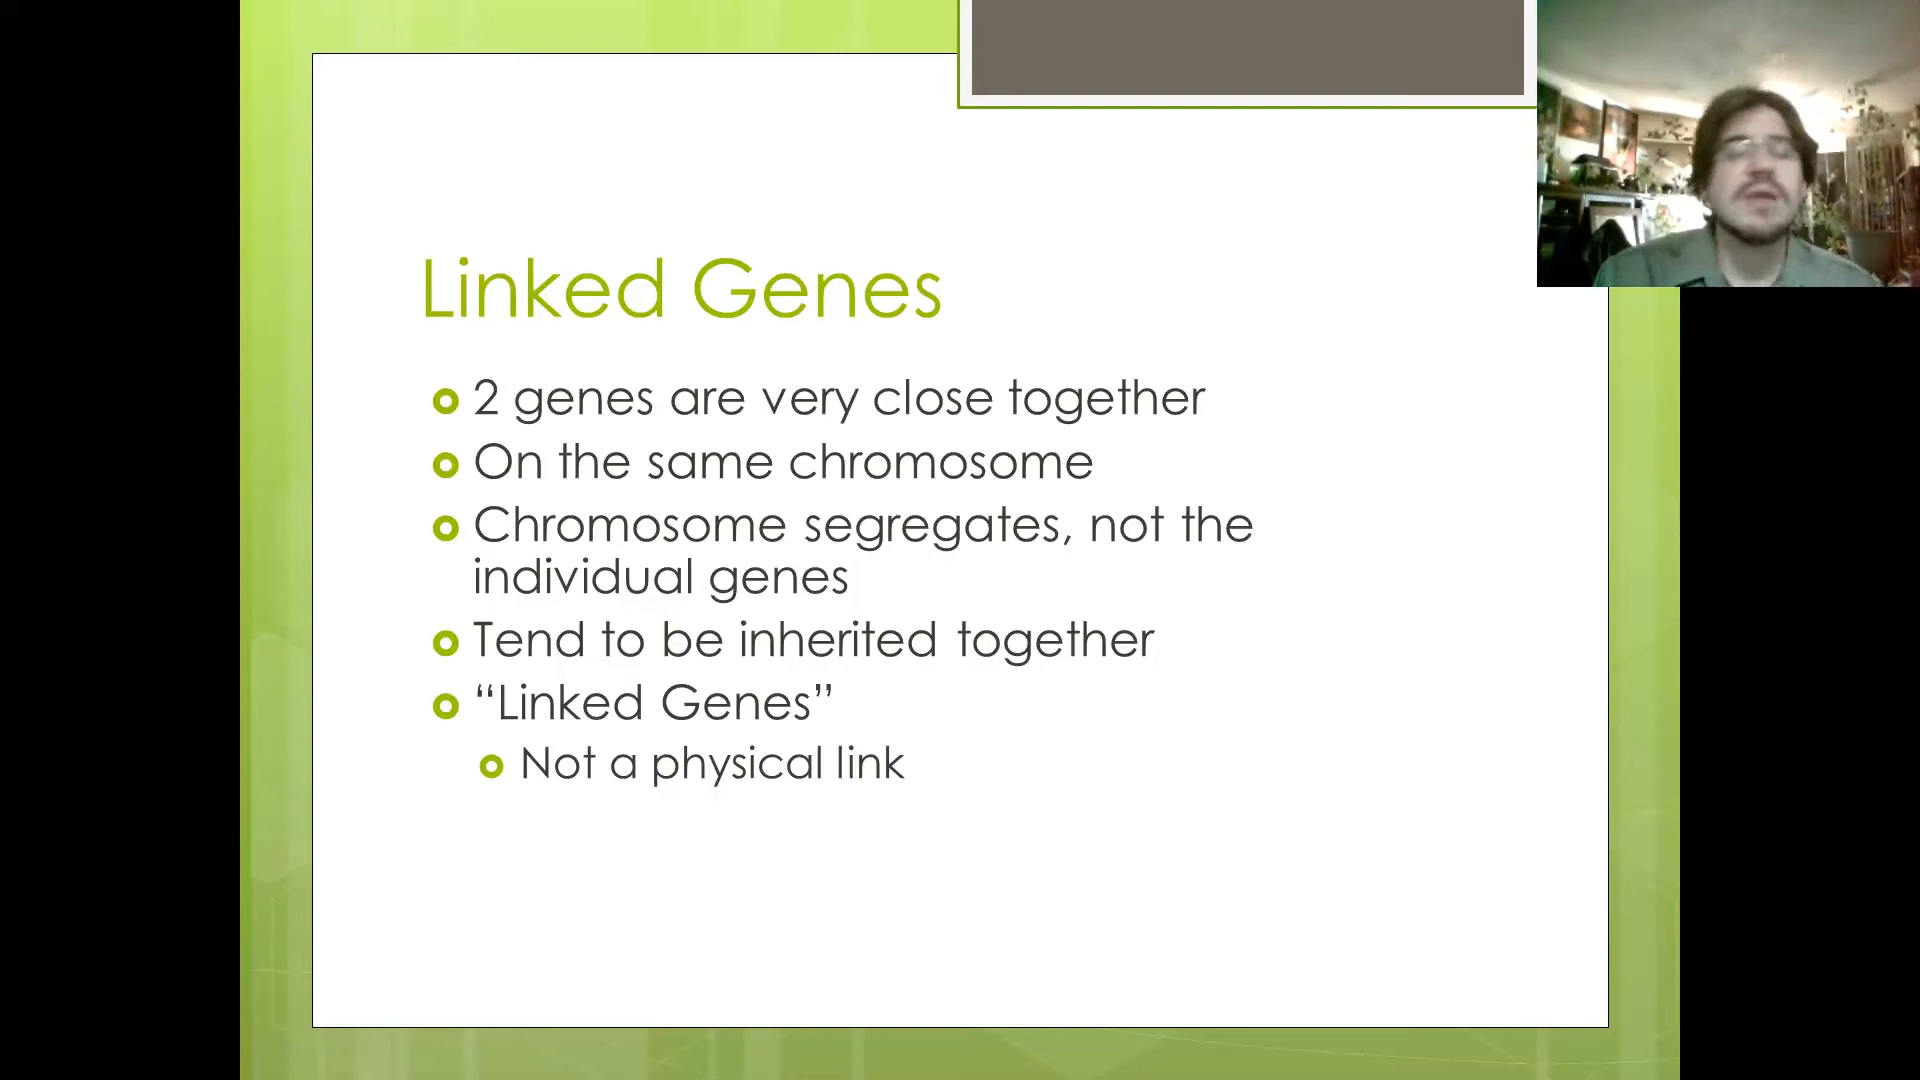 Linked Genes
2 genes are very close together
On the same chromosome
Chromosome segregates, not the
individual genes
Tend to be inherited together
“Linked Genes”
Not a physical link